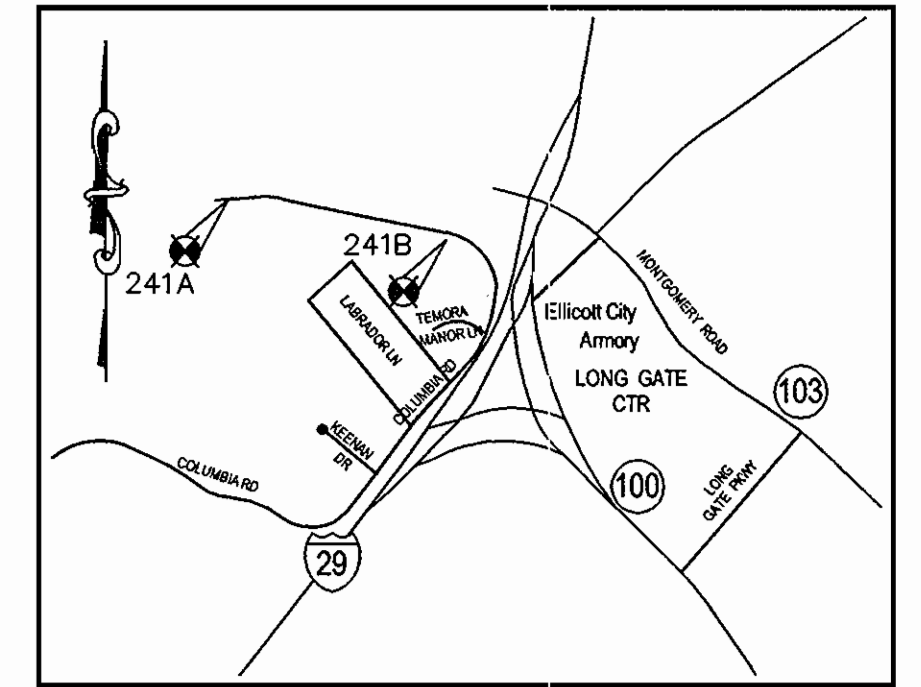 241A
241B
LABRADOR LN
TEMORA
MANOR LN
COLUMBIA RD
KEENAN
DR
COLUMBIA RD
29
MONTGOMERY ROAD
Ellicott City
Armory
LONG GATE
CTR
103
100
LONG
GATE PKWY